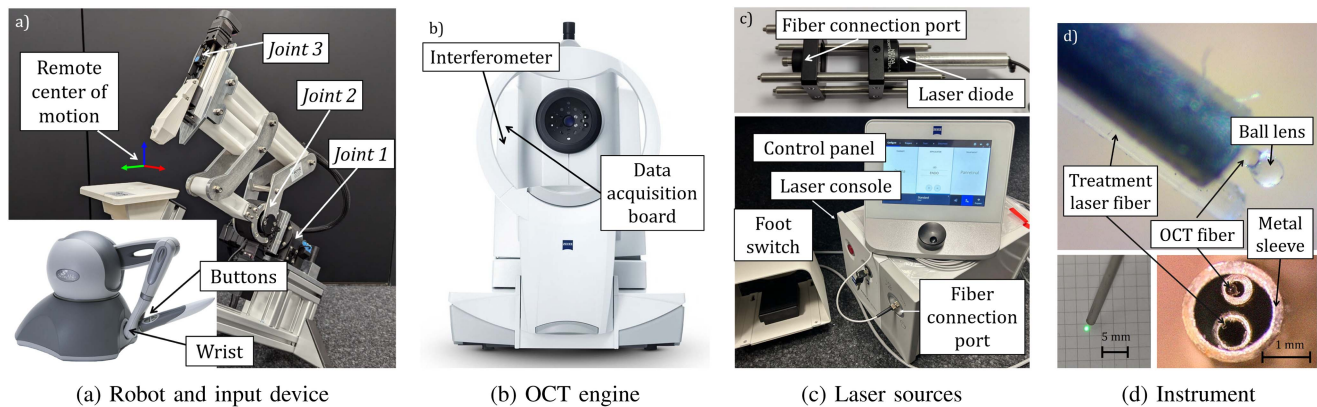 a)
Joint 3
Remote
center of
motion
Joint 2
Joint 1
Buttons
Wrist
(a) Robot and input device
b)
Interferometer
Data
acquisition
board
ZEISS
(b) OCT engine
c)
Fiber connection port
Laser diode
ZEISS
Control panel
Laser console
Foot
switch
Fiber
connection
port
(c) Laser sources
d)
Ball lens
Treatment
laser fiber
OCT fiber
Metal
sleeve
5 mm
1 mm
(d) Instrument